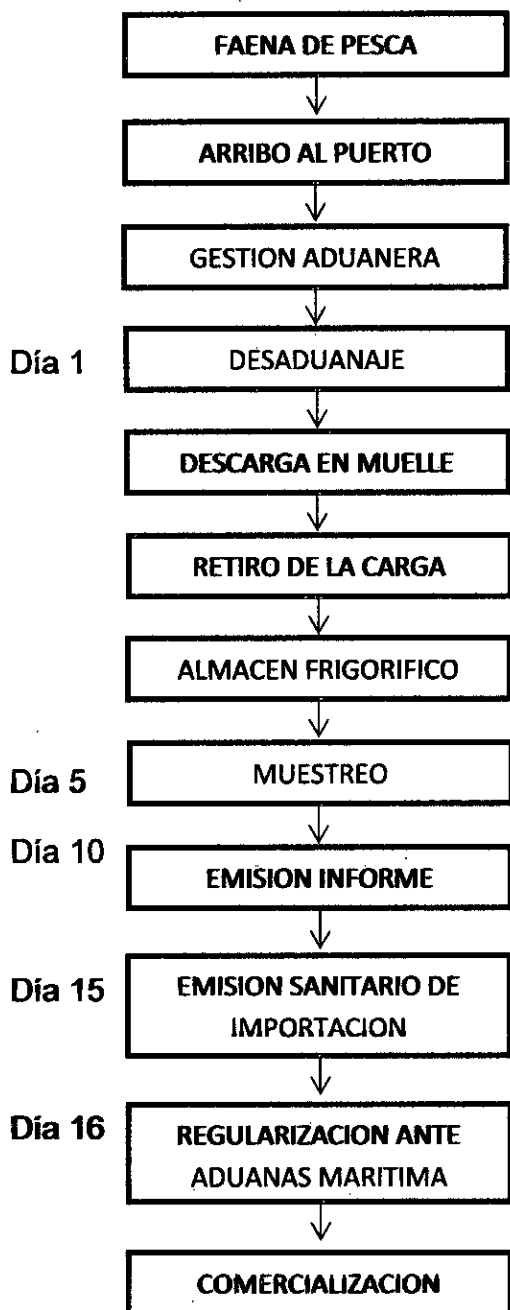 FAENA DE PESCA
ARRIBO AL PUERTO
GESTION ADUANERA
Día 1
DESADUANAJE
DESCARGA EN MUELLE
RETIRO DE LA CARGA
ALMACEN FRIGORIFICO
Día 5
MUESTREO
Día 10
EMISION INFORME
Día 15
EMISION SANITARIO DE
IMPORTACION
Día 16
REGULARIZACION ANTE
ADUANAS MARITIMA
COMERCIALIZACION